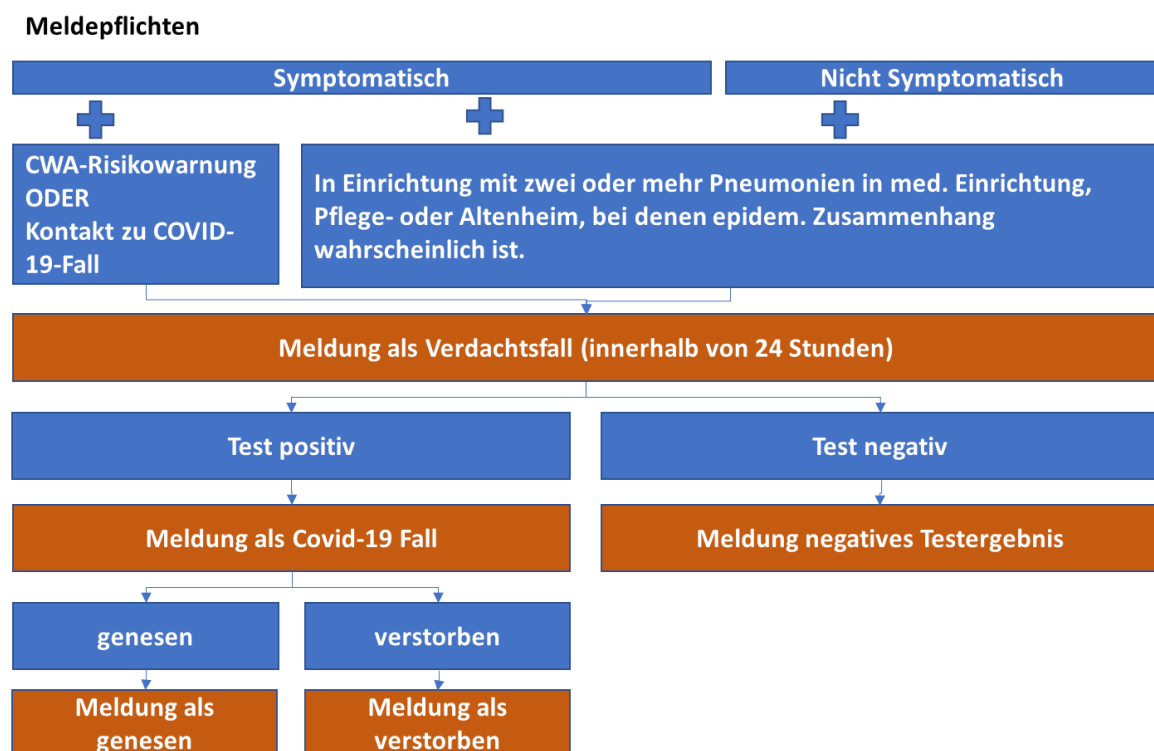 Meldepflichten
Symptomatisch
Nicht Symptomatisch
CWA-Risikowarnung
ODER
Kontakt zu COVID-
19-Fall
In Einrichtung mit zwei oder mehr Pneumonien in med. Einrichtung,
Pflege- oder Altenheim, bei denen epidem. Zusammenhang
wahrscheinlich ist.
Meldung als Verdachtsfall (innerhalb von 24 Stunden)
Test positiv
Test negativ
Meldung als Covid-19 Fall
Meldung negatives Testergebnis
genesen
verstorben
Meldung als
genesen
Meldung als
verstorben